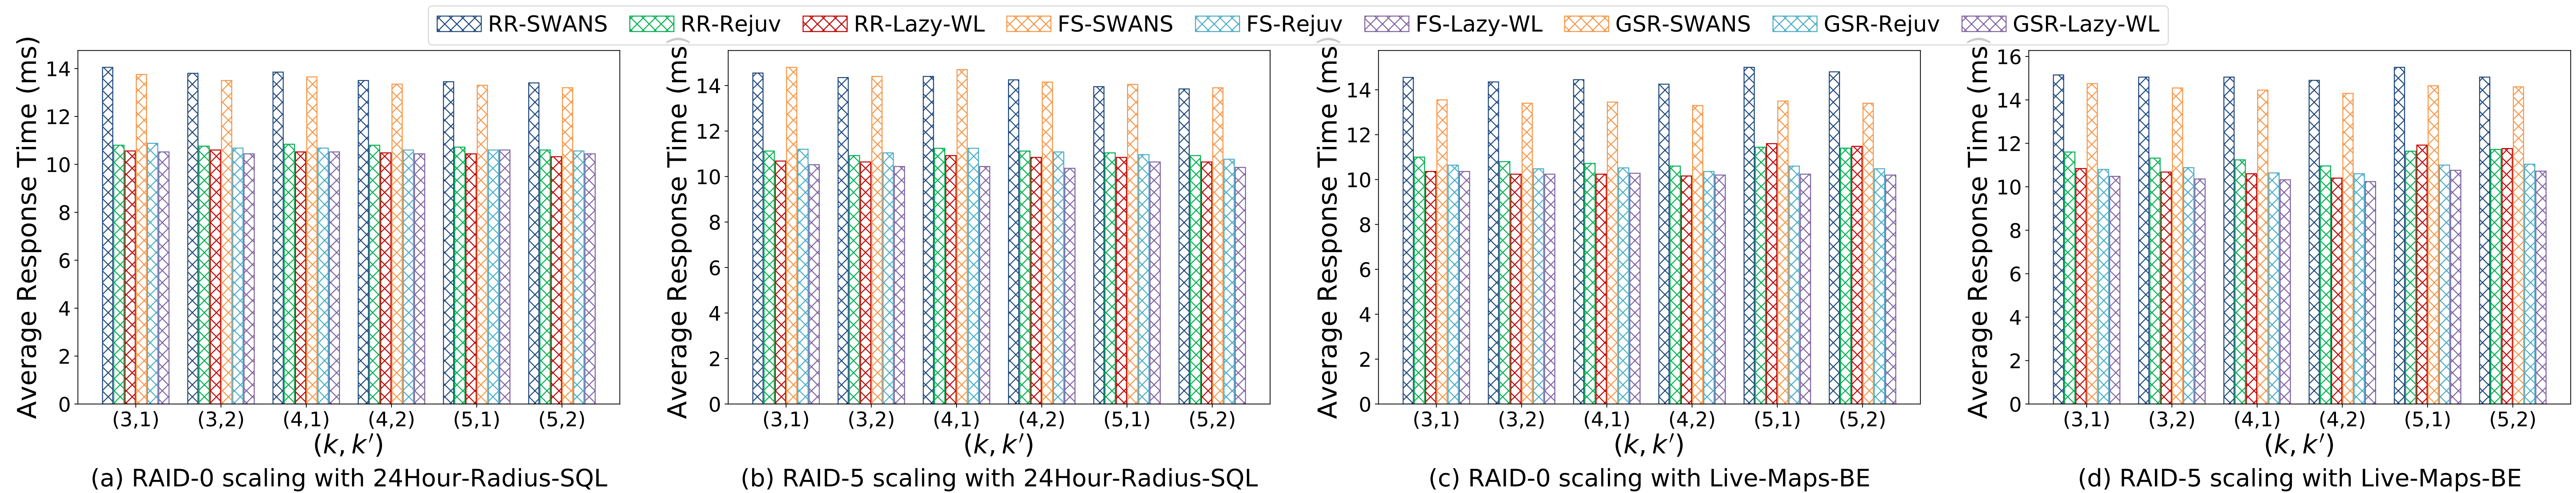 RR-SWANS RR-Rejuv RR-Lazy-WL FS-SWANS FS-Rejuv FS-Lazy-WL GSR-SWANS GSR-Rejuv GSR-Lazy-WL
Average Response Time (ms)
14
12
10
8
6
4
2
0
(3,1) (3,2) (4,1) (4,2) (5,1) (5,2)
(k, k′)
(a) RAID-0 scaling with 24Hour-Radius-SQL
Average Response Time (ms)
14
12
10
8
6
4
2
0
(3,1) (3,2) (4,1) (4,2) (5,1) (5,2)
(k, k′)
(b) RAID-5 scaling with 24Hour-Radius-SQL
Average Response Time (ms)
14
12
10
8
6
4
2
0
(3,1) (3,2) (4,1) (4,2) (5,1) (5,2)
(k, k′)
(c) RAID-0 scaling with Live-Maps-BE
Average Response Time (ms)
16
14
12
10
8
6
4
2
0
(3,1) (3,2) (4,1) (4,2) (5,1) (5,2)
(k, k′)
(d) RAID-5 scaling with Live-Maps-BE